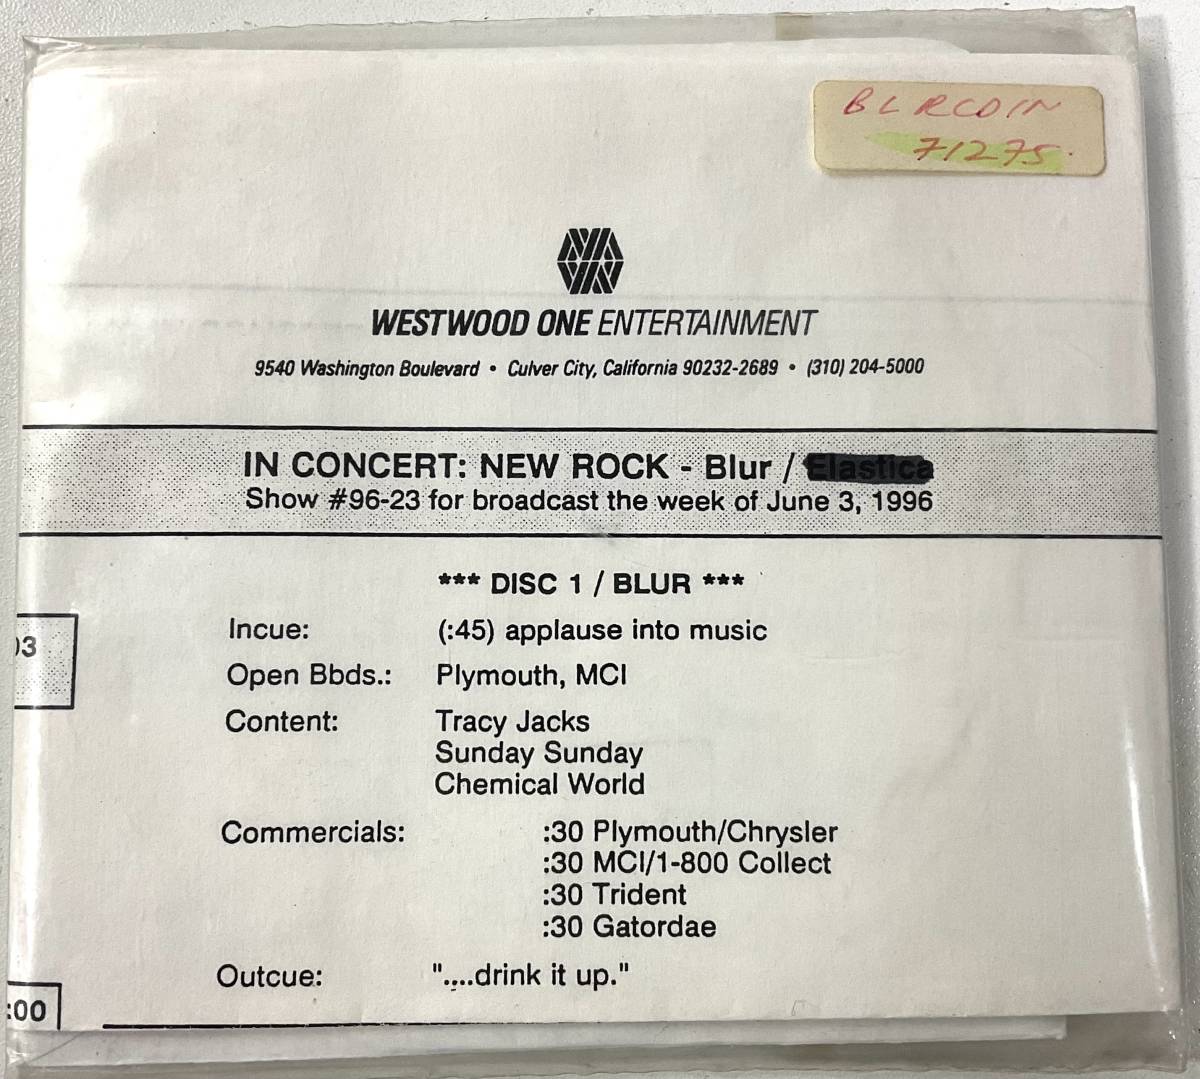 BLRCDIN
71275.
WESTWOOD ONE ENTERTAINMENT
9540 Washington Boulevard • Culver City, California 90232-2689 • (310) 204-5000
IN CONCERT: NEW ROCK - Blur / Elastica
Show #96-23 for broadcast the week of June 3, 1996
*** DISC 1 / BLUR ***
Incue: (:45) applause into music
03
Open Bbds.: Plymouth, MCI
Content: Tracy Jacks
Sunday Sunday
Chemical World
Commercials: :30 Plymouth/Chrysler
:30 MCI/1-800 Collect
:30 Trident
:30 Gatordae
Outcue: "....drink it up."
:00